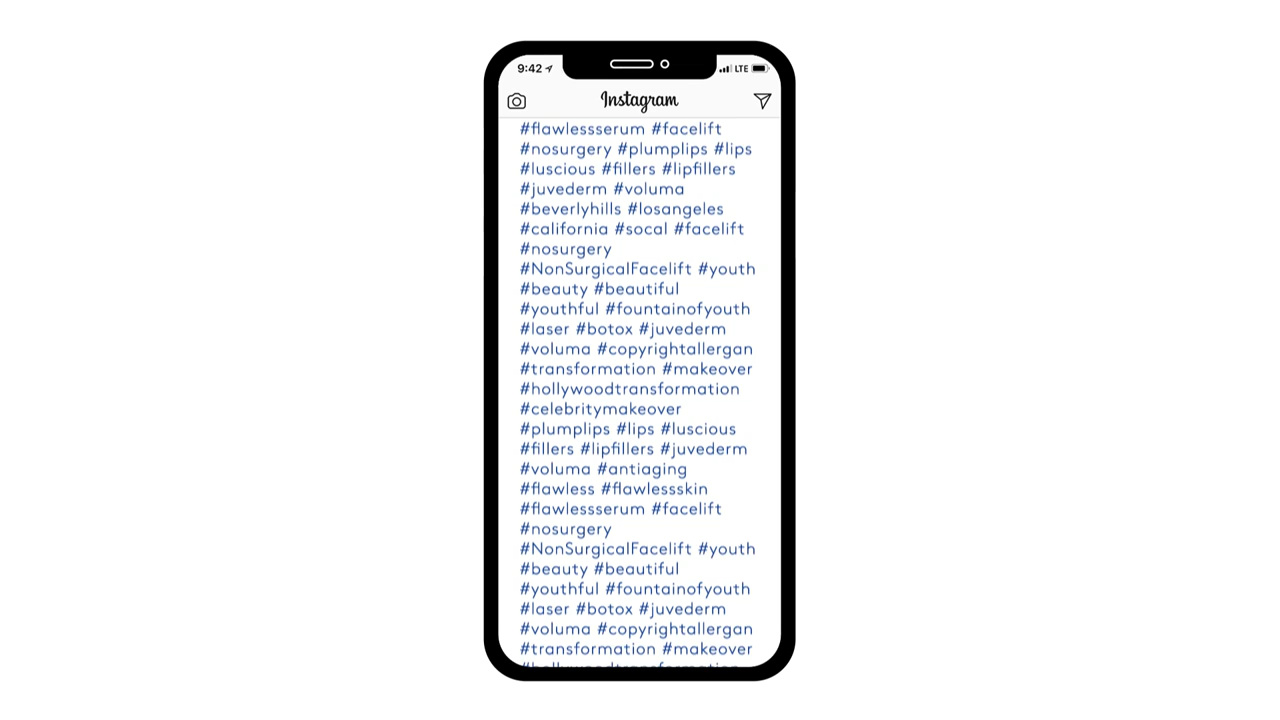 9:42 LTE
Instagram
#flawlessserum #facelift
#nosurgery #plumplips #lips
#luscious #fillers #lipfillers
#juvederm #voluma
#beverlyhills #losangeles
#california #socal #facelift
#nosurgery
#NonSurgicalFacelift #youth
#beauty #beautiful
#youthful #fountainofyouth
#laser #botox #juvederm
#voluma #copyrightallergan
#transformation #makeover
#hollywoodtransformation
#celebritymakeover
#plumplips #lips #luscious
#fillers #lipfillers #juvederm
#voluma #antiaging
#flawless #flawlessskin
#flawlessserum #facelift
#nosurgery
#NonSurgicalFacelift #youth
#beauty #beautiful
#youthful #fountainofyouth
#laser #botox #juvederm
#voluma #copyrightallergan
#transformation #makeover
#hollywoodtransformation